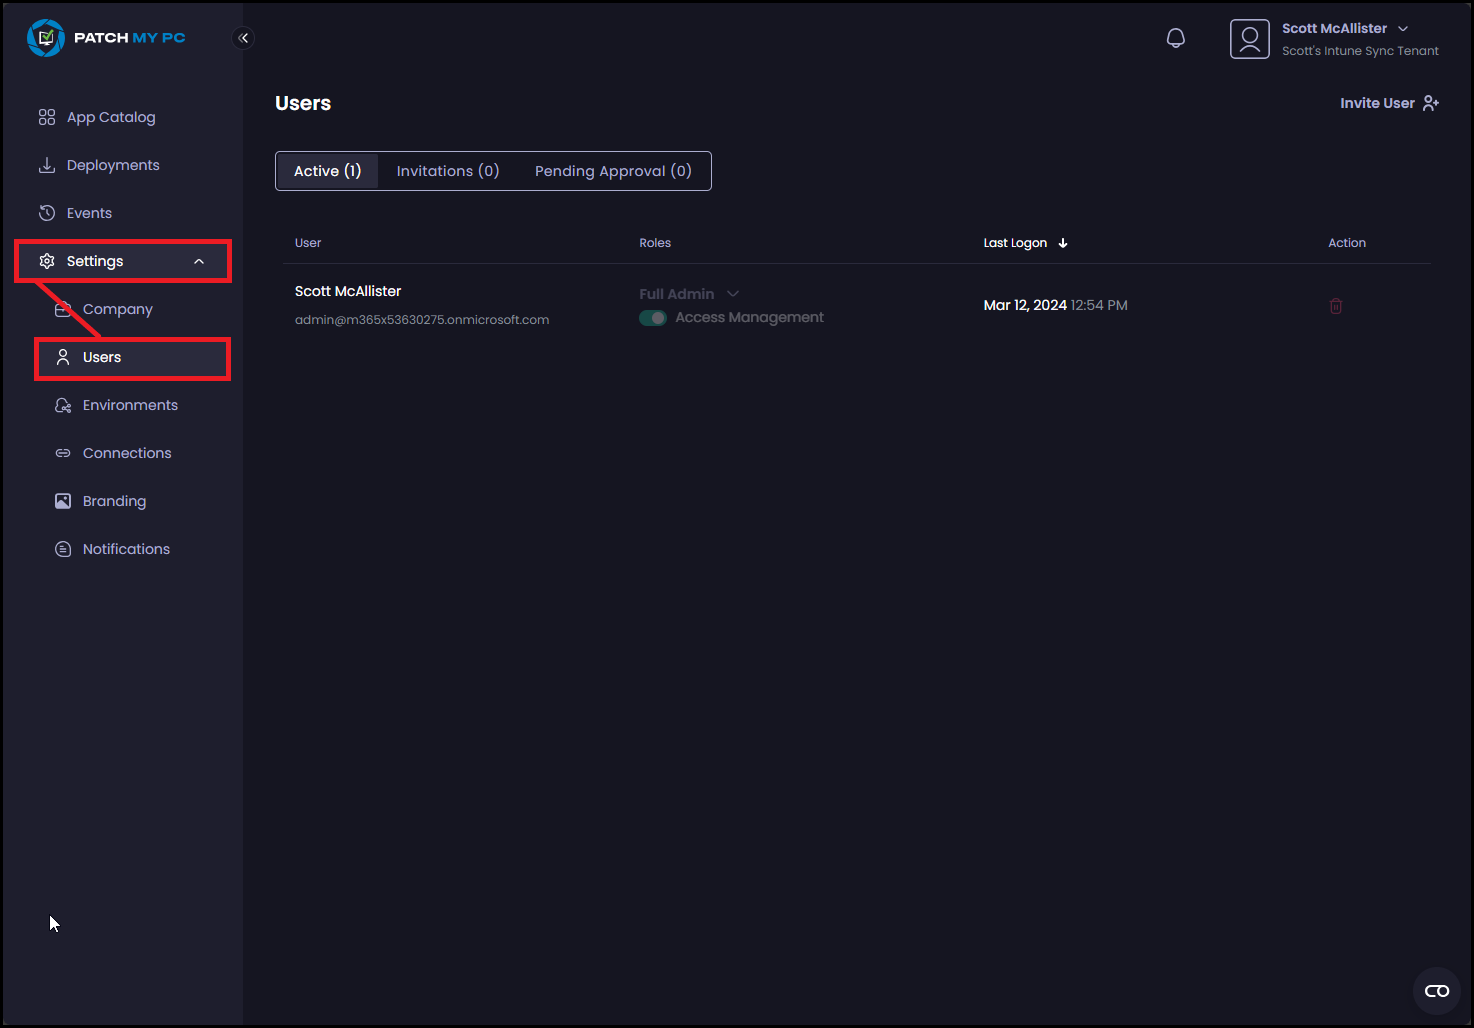 PATCH MY PC
Scott McAllister
Scott's Intune Sync Tenant
App Catalog
Deployments
Events
Settings
Company
Users
Environments
Connections
Branding
Notifications
Users
Invite User
Active (1) Invitations (0) Pending Approval (0)
User Roles Last Logon Action
Scott McAllister
admin@m365x53630275.onmicrosoft.com
Full Admin
Access Management
Mar 12, 2024 12:54 PM